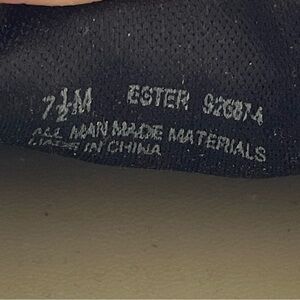 7½M ESTER 926874
ALL MAN MADE MATERIALS
MADE IN CHINA